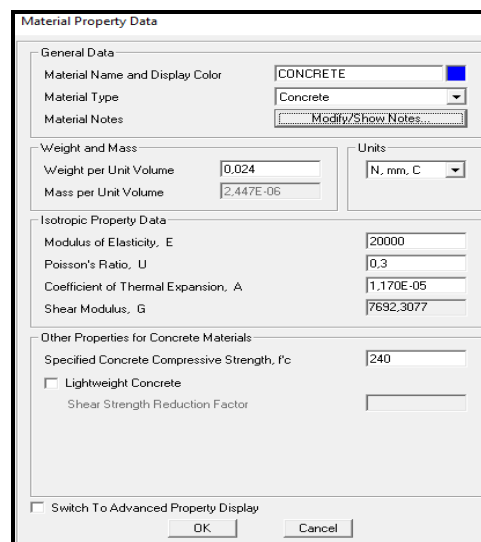 Material Property Data
General Data
Material Name and Display Color CONCRETE
Material Type Concrete
Material Notes Modify/Show Notes...
Weight and Mass Units
Weight per Unit Volume 0,024 N, mm, C
Mass per Unit Volume 2,447E-06
Isotropic Property Data
Modulus of Elasticity, E 20000
Poisson's Ratio, U 0,3
Coefficient of Thermal Expansion, A 1,170E-05
Shear Modulus, G 7692,3077
Other Properties for Concrete Materials
Specified Concrete Compressive Strength, f'c 240
Lightweight Concrete
Shear Strength Reduction Factor
Switch To Advanced Property Display
OK Cancel